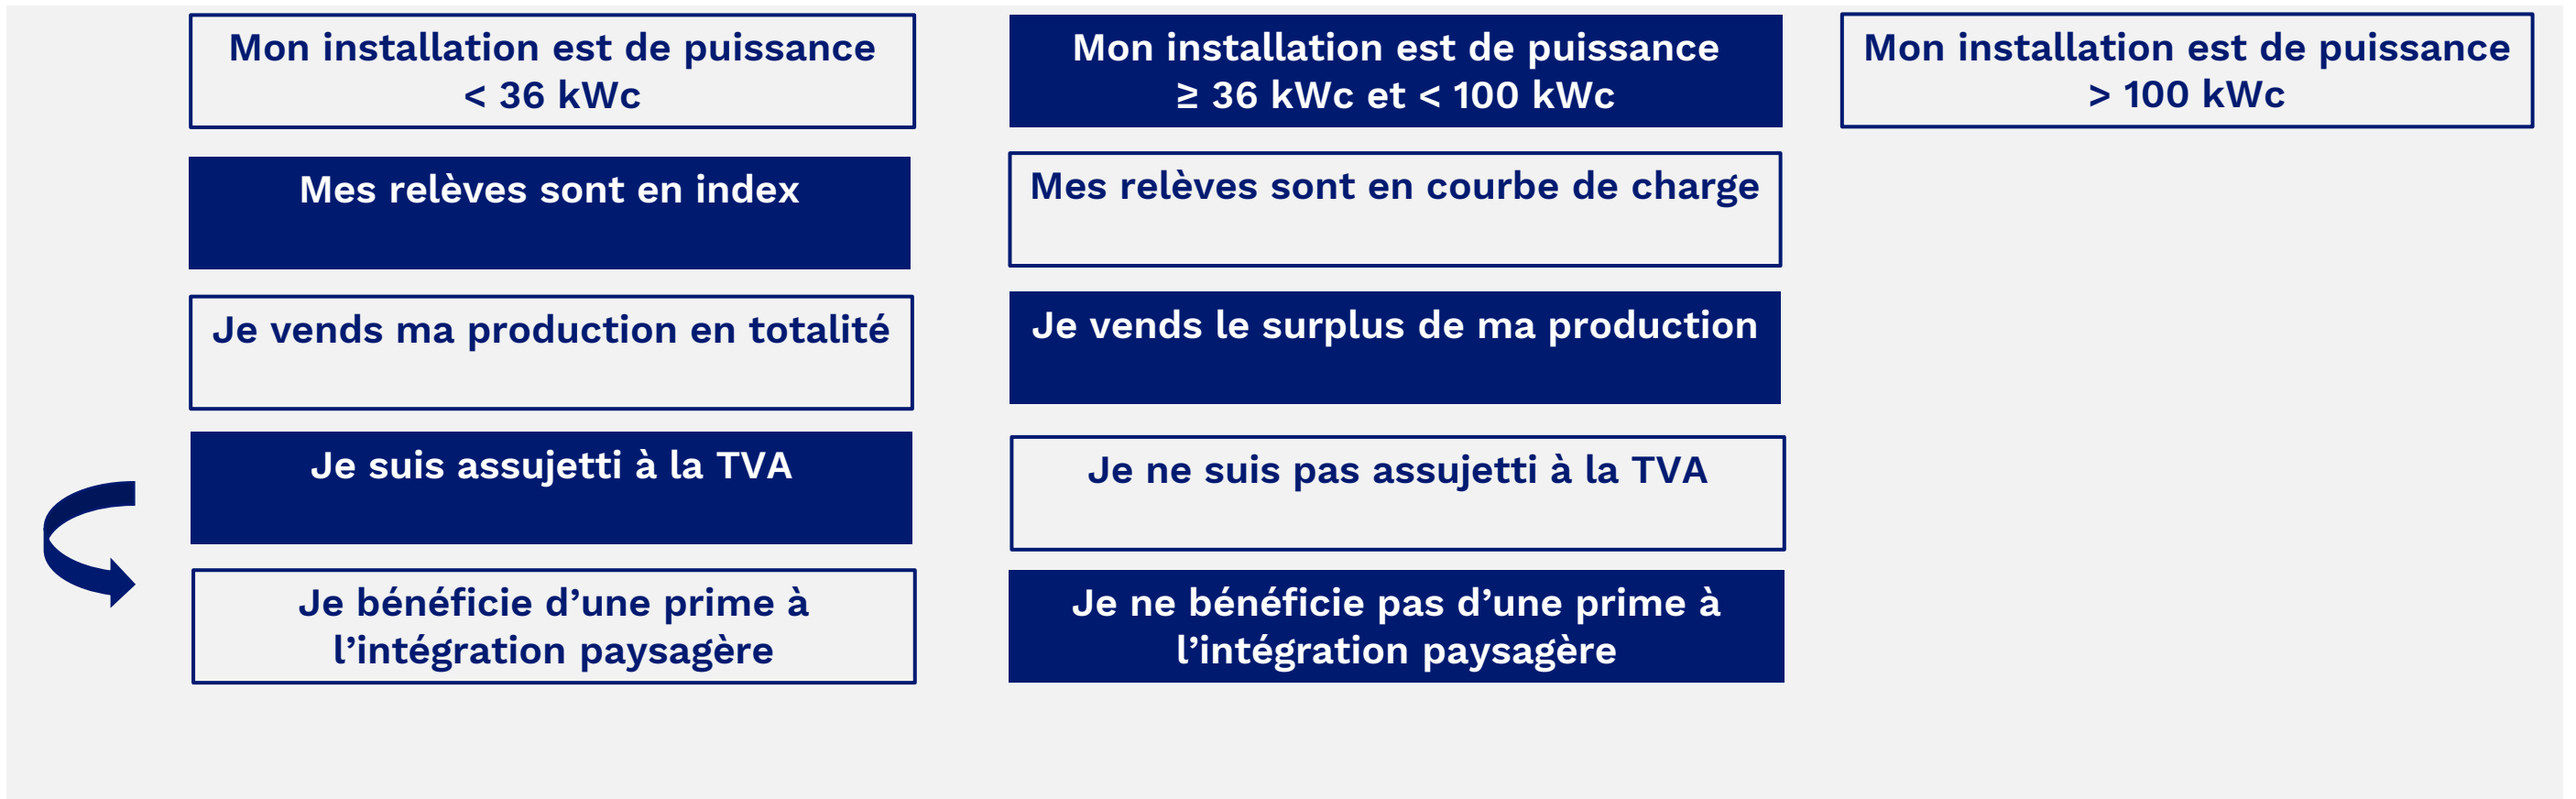 Mon installation est de puissance
< 36 kWc
Mon installation est de puissance
≥ 36 kWc et < 100 kWc
Mon installation est de puissance
> 100 kWc
Mes relèves sont en index
Mes relèves sont en courbe de charge
Je vends ma production en totalité
Je vends le surplus de ma production
Je suis assujetti à la TVA
Je ne suis pas assujetti à la TVA
Je bénéficie d’une prime à
l’intégration paysagère
Je ne bénéficie pas d’une prime à
l’intégration paysagère